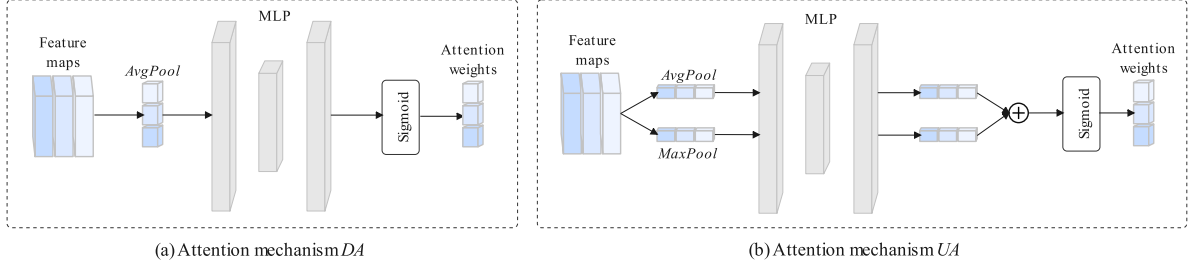 MLP
Feature
maps
AvgPool
Sigmoid
Attention
weights
(a) Attention mechanism DA
MLP
Feature
maps
AvgPool
MaxPool
Sigmoid
Attention
weights
(b) Attention mechanism UA